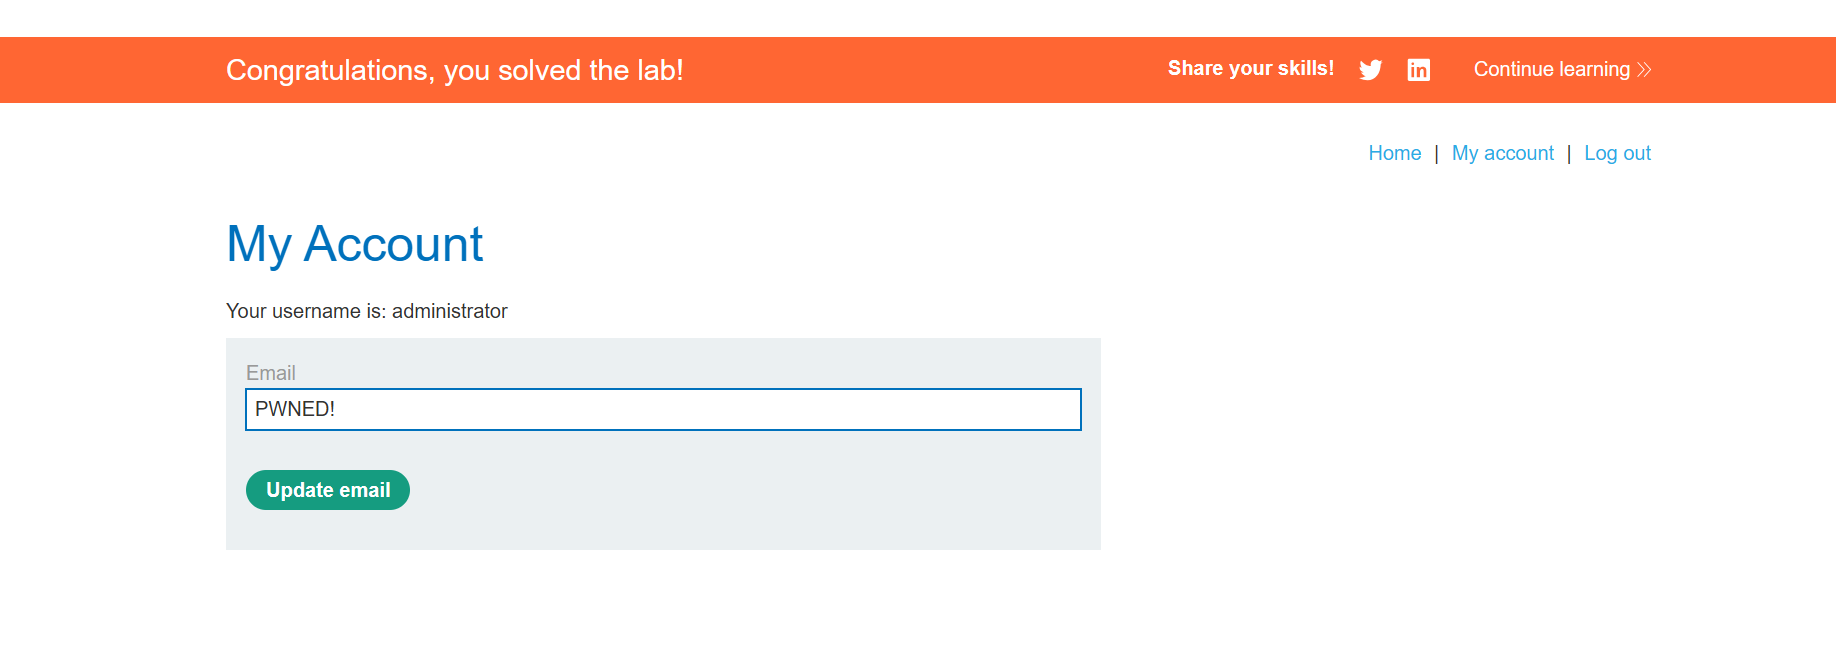 Congratulations, you solved the lab!
Share your skills!
Continue learning
Home | My account | Log out
My Account
Your username is: administrator
Email
PWNED!
Update email